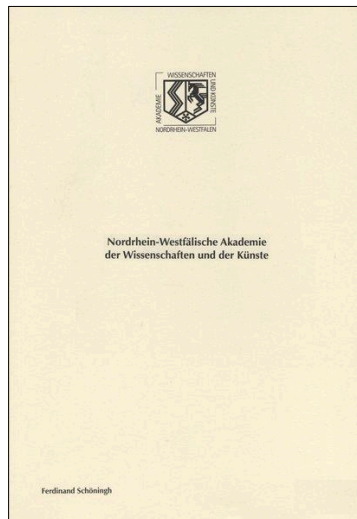 WISSENSCHAFTEN
UND KÜNSTE
AKADEMIE
NORDRHEIN-WESTFALEN
Nordrhein-Westfälische Akademie
der Wissenschaften und der Künste
Ferdinand Schöningh